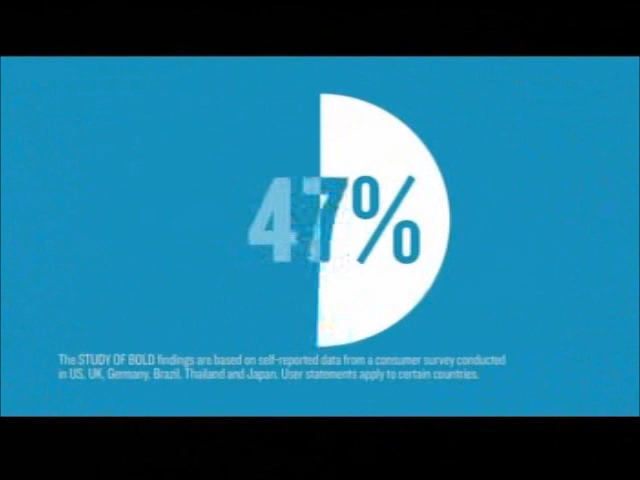 47%
The STUDY OF BOLD findings are based on self-reported data from a consumer survey conducted
in US, UK, Germany, Brazil, Thailand and Japan. User statements apply to certain countries.